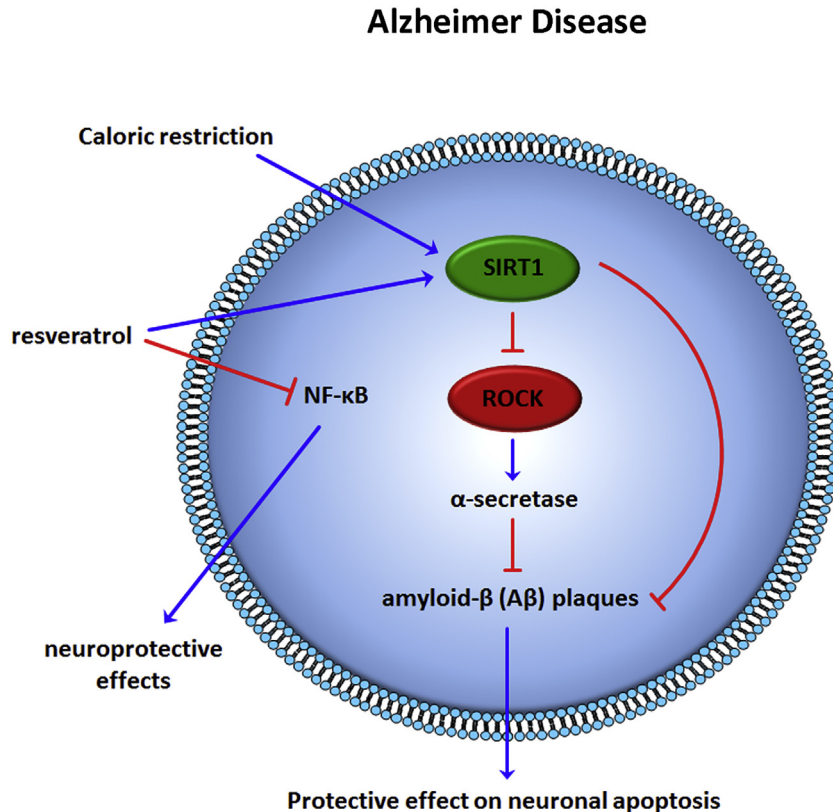 Alzheimer Disease
Caloric restriction
SIRT1
resveratrol
NF-κB
ROCK
α-secretase
amyloid-β (Aβ) plaques
neuroprotective
effects
Protective effect on neuronal apoptosis